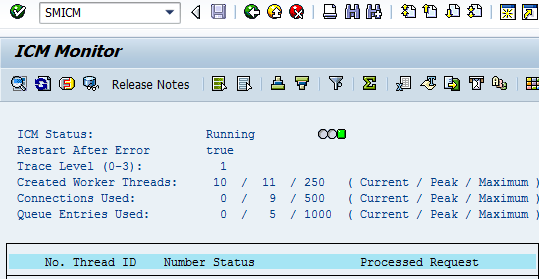 SMICM
ICM Monitor
Release Notes
ICM Status: Running
Restart After Error true
Trace Level (0-3): 1
Created Worker Threads: 10 / 11 / 250 ( Current / Peak / Maximum )
Connections Used: 0 / 9 / 500 ( Current / Peak / Maximum )
Queue Entries Used: 0 / 5 / 1000 ( Current / Peak / Maximum )
No. Thread ID Number Status Processed Request